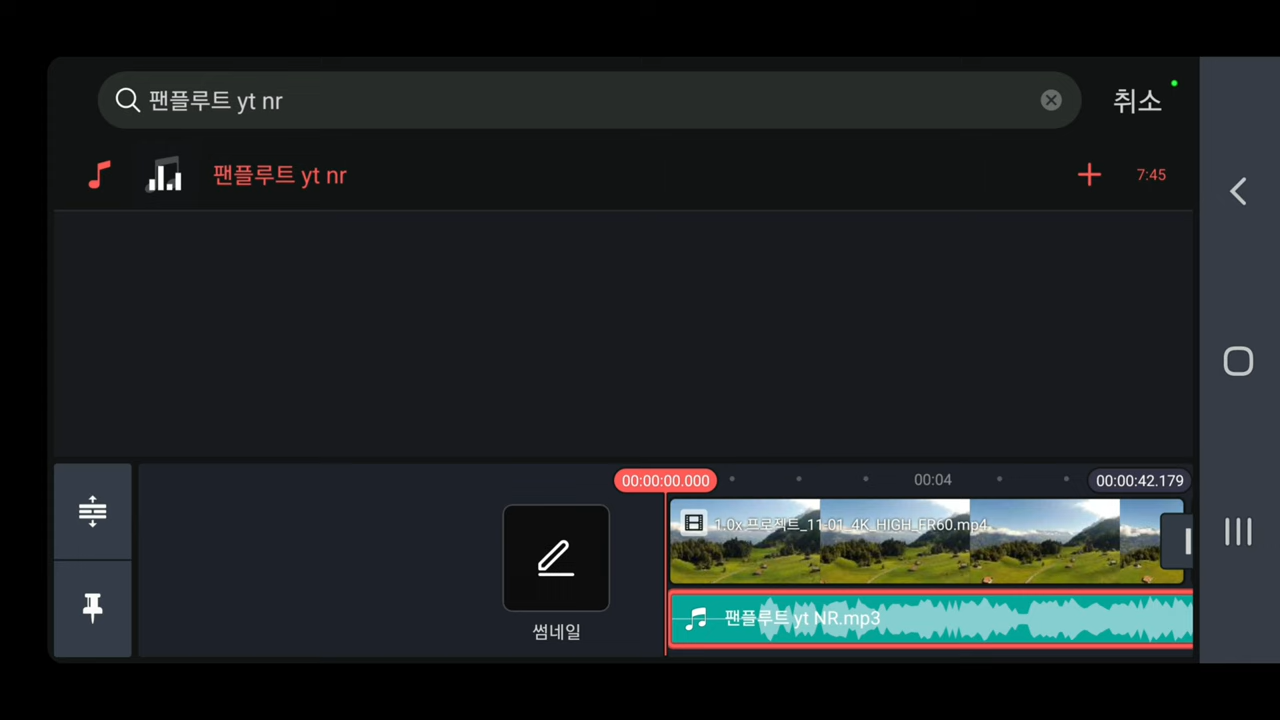 팬플루트 yt nr
취소
팬플루트 yt nr
7:45
00:00:00.000
00:04
00:00:42.179
1.0x 프로젝트_11-01_4K_HIGH_FR60.mp4
팬플루트 yt NR.mp3
썸네일